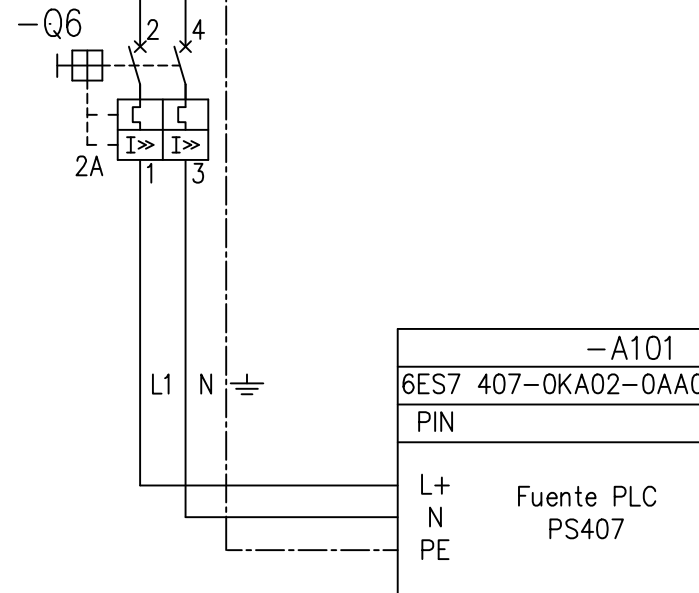 -Q6
2 4
I>> I>>
2A 1 3
L1 N
-A101
6ES7 407-0KA02-0AA0
PIN
L+
Fuente PLC
N
PS407
PE